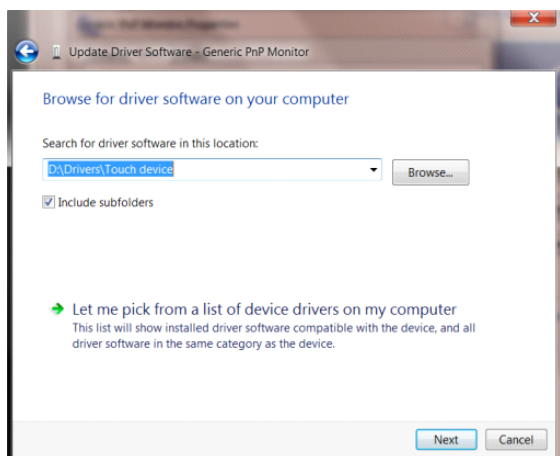 Update Driver Software - Generic PnP Monitor
Browse for driver software on your computer
Search for driver software in this location:
D:\Drivers\Touch device
Browse...
Include subfolders
Let me pick from a list of device drivers on my computer
This list will show installed driver software compatible with the device, and all
driver software in the same category as the device.
Next
Cancel